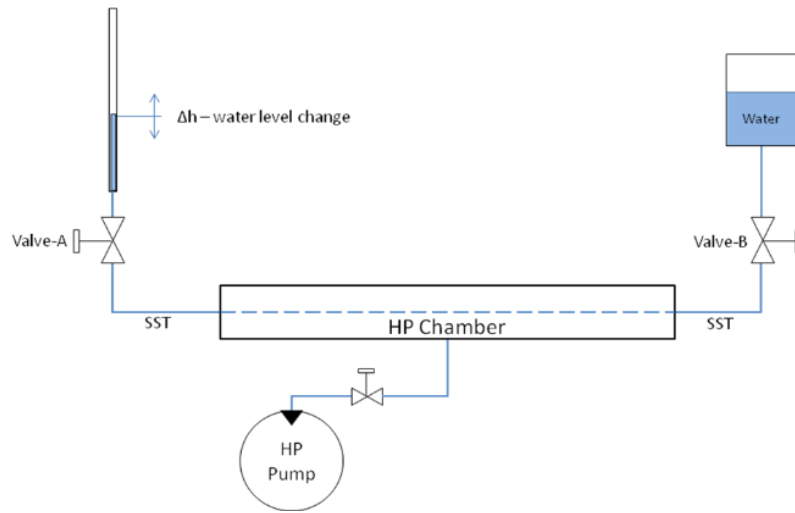 Δh – water level change
Water
Valve-A
Valve-B
SST
SST
HP Chamber
HP
Pump